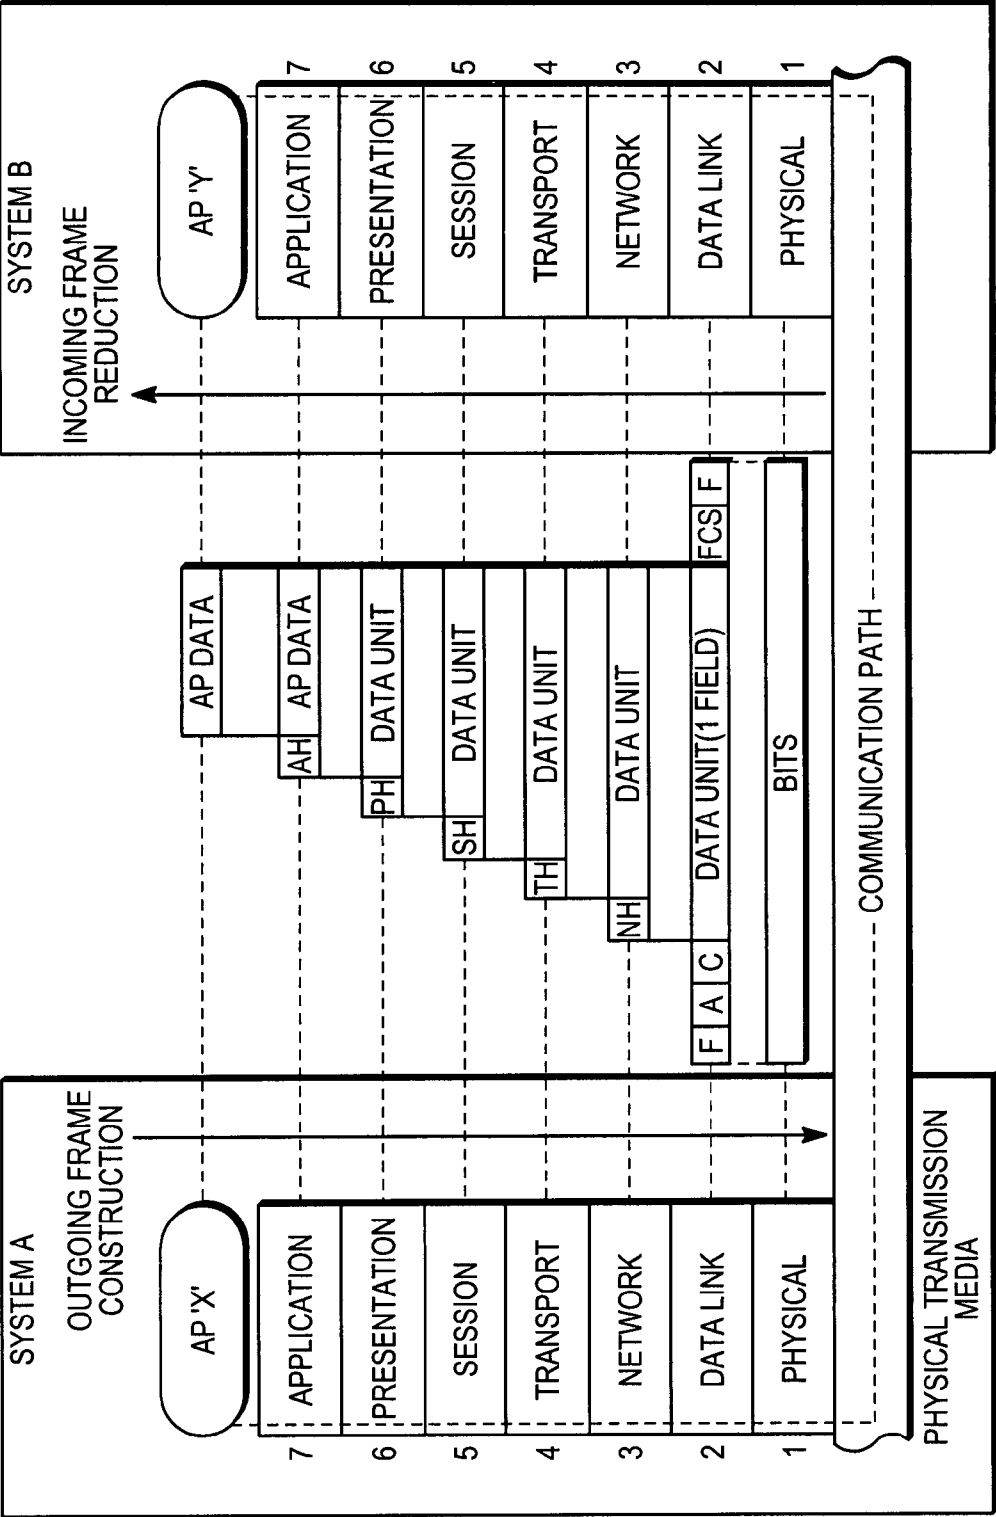 SYSTEM A
OUTGOING FRAME
CONSTRUCTION
AP 'X'
7 APPLICATION
6 PRESENTATION
5 SESSION
4 TRANSPORT
3 NETWORK
2 DATA LINK
1 PHYSICAL
PHYSICAL TRANSMISSION
MEDIA
AP DATA
AH AP DATA
PH DATA UNIT
SH DATA UNIT
TH DATA UNIT
NH DATA UNIT
F A C DATA UNIT(1 FIELD) FCS F
BITS
COMMUNICATION PATH
SYSTEM B
INCOMING FRAME
REDUCTION
AP 'Y'
APPLICATION 7
PRESENTATION 6
SESSION 5
TRANSPORT 4
NETWORK 3
DATA LINK 2
PHYSICAL 1